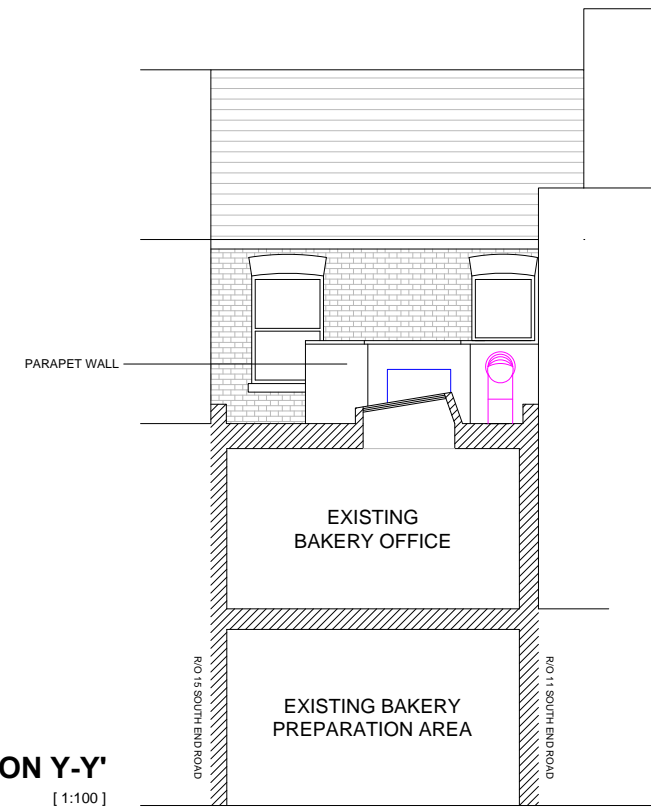 PARAPET WALL
EXISTING
BAKERY OFFICE
R/O 15 SOUTH END ROAD
R/O 11 SOUTH END ROAD
EXISTING BAKERY
PREPARATION AREA
ON Y-Y'
[ 1:100 ]